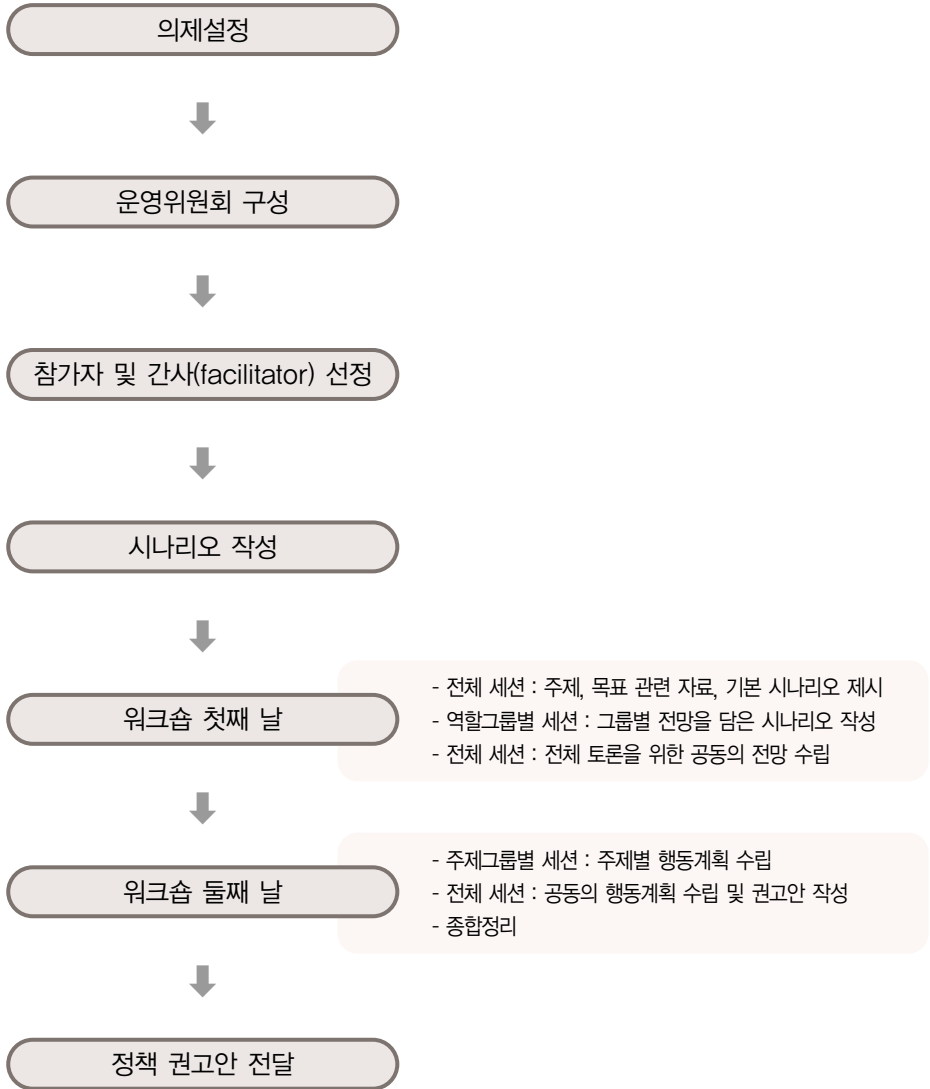 의제설정
운영위원회 구성
참가자 및 간사(facilitator) 선정
시나리오 작성
워크숍 첫째 날
- 전체 세션 : 주제, 목표 관련 자료, 기본 시나리오 제시
- 역할그룹별 세션 : 그룹별 전망을 담은 시나리오 작성
- 전체 세션 : 전체 토론을 위한 공동의 전망 수립
워크숍 둘째 날
- 주제그룹별 세션 : 주제별 행동계획 수립
- 전체 세션 : 공동의 행동계획 수립 및 권고안 작성
- 종합정리
정책 권고안 전달